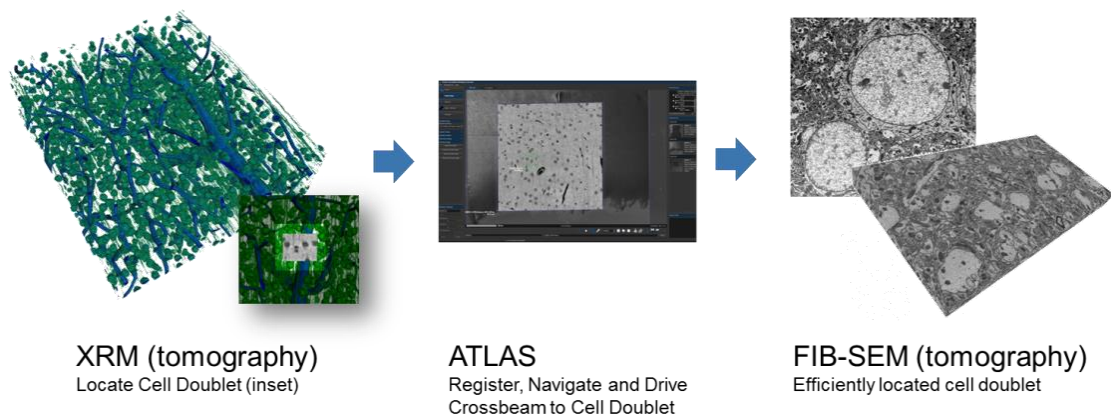 XRM (tomography)
Locate Cell Doublet (inset)
ATLAS
Register, Navigate and Drive
Crossbeam to Cell Doublet
FIB-SEM (tomography)
Efficiently located cell doublet